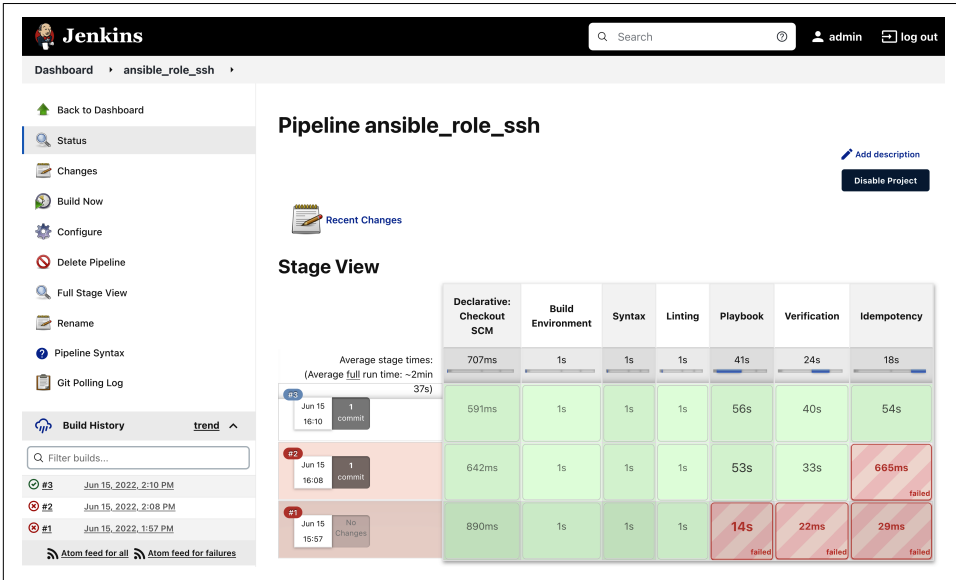 Jenkins
Search
admin
log out
Dashboard
ansible_role_ssh
Back to Dashboard
Status
Changes
Build Now
Configure
Delete Pipeline
Full Stage View
Rename
Pipeline Syntax
Git Polling Log
Build History
trend
Filter builds...
#3 Jun 15, 2022, 2:10 PM
#2 Jun 15, 2022, 2:08 PM
#1 Jun 15, 2022, 1:57 PM
Atom feed for all Atom feed for failures
Pipeline ansible_role_ssh
Add description
Disable Project
Recent Changes
Stage View
Declarative:
Checkout
SCM
Build
Environment
Syntax
Linting
Playbook
Verification
Idempotency
Average stage times:
(Average full run time: ~2min
37s)
707ms 1s 1s 1s 41s 24s 18s
#3
Jun 15
16:10
1
commit
591ms 1s 1s 1s 56s 40s 54s
#2
Jun 15
16:08
1
commit
642ms 1s 1s 1s 53s 33s 665ms
failed
#1
Jun 15
15:57
No
Changes
890ms 1s 1s 1s 14s 22ms 29ms
failed failed failed